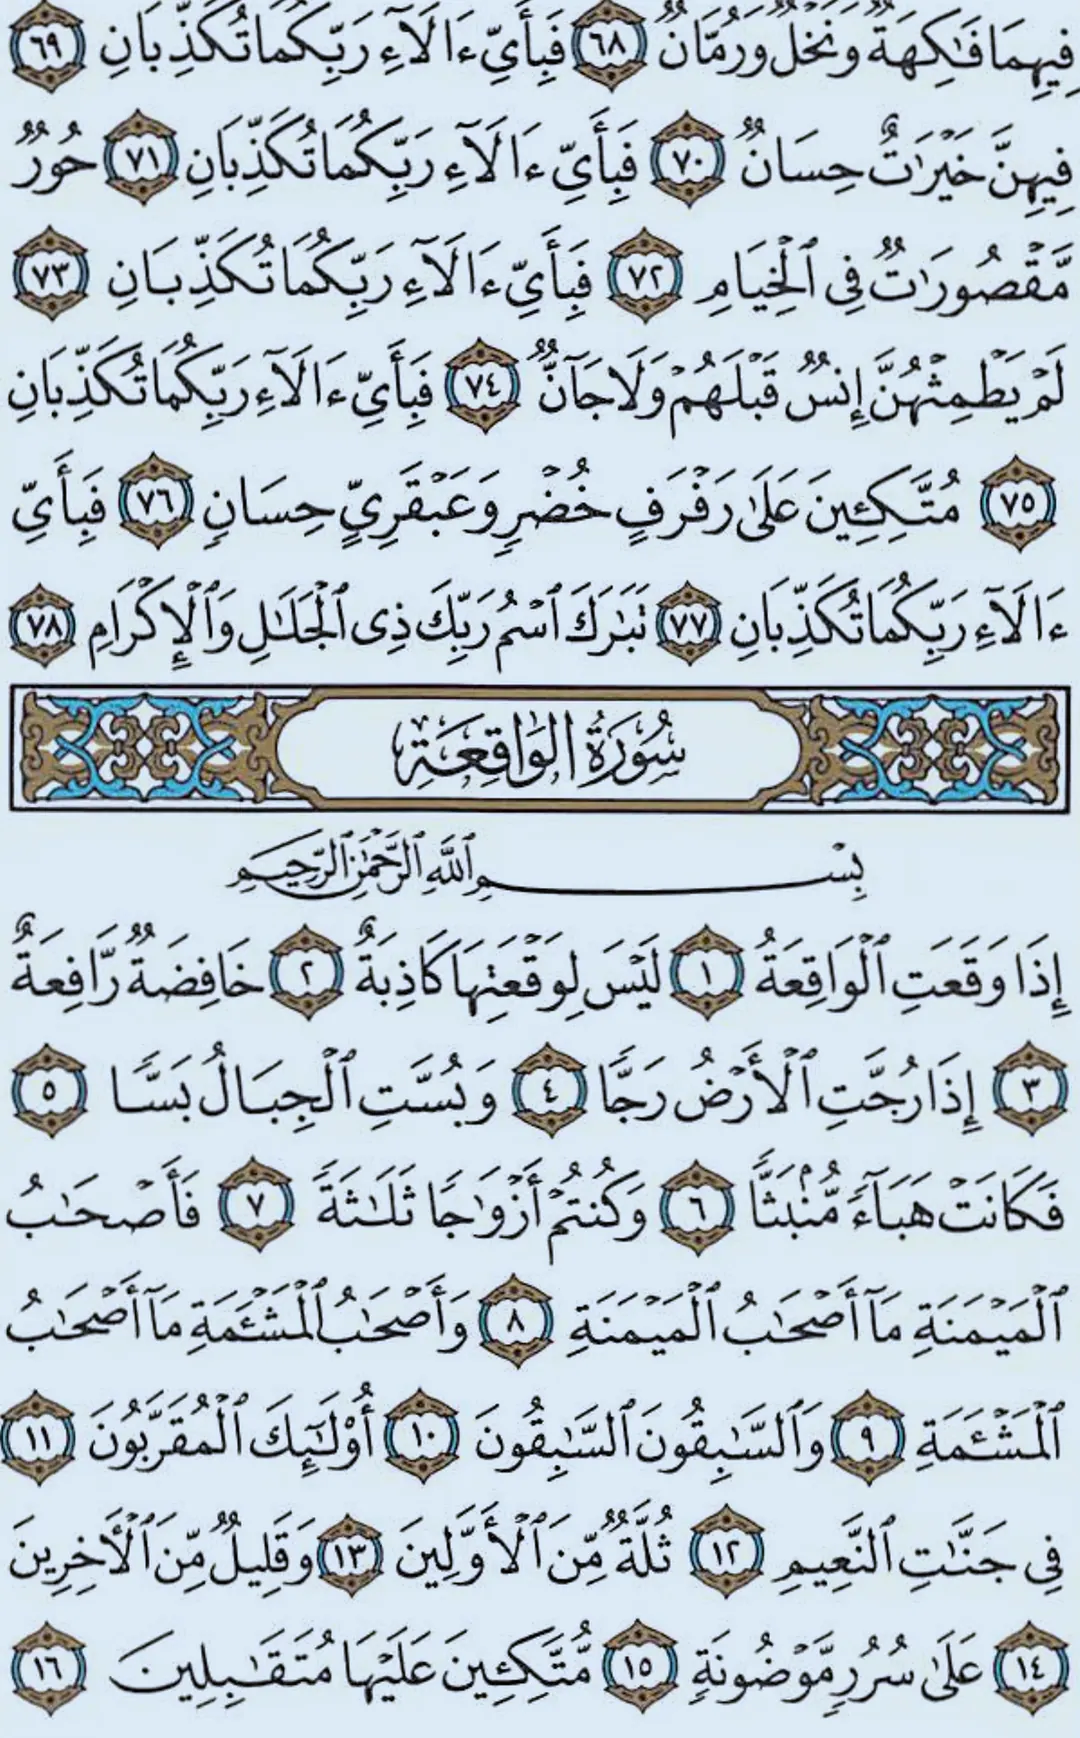 فِيهِمَا فَـٰكِهَةٌ وَنَخْلٌ وَرُمَّانٌ ٦٨ فَبِأَيِّ ءَالَآءِ رَبِّكُمَا تُكَذِّبَانِ ٦٩
فِيهِنَّ خَيْرَٰتٌ حِسَانٌ ٧٠ فَبِأَيِّ ءَالَآءِ رَبِّكُمَا تُكَذِّبَانِ ٧١ حُورٌ
مَّقْصُورَٰتٌ فِى ٱلْخِيَامِ ٧٢ فَبِأَيِّ ءَالَآءِ رَبِّكُمَا تُكَذِّبَانِ ٧٣
لَمْ يَطْمِثْهُنَّ إِنسٌ قَبْلَهُمْ وَلَا جَآنٌّ ٧٤ فَبِأَيِّ ءَالَآءِ رَبِّكُمَا تُكَذِّبَانِ
٧٥ مُتَّكِـِٔينَ عَلَىٰ رَفْرَفٍ خُضْرٍ وَعَبْقَرِىٍّ حِسَانٍ ٧٦ فَبِأَيِّ
ءَالَآءِ رَبِّكُمَا تُكَذِّبَانِ ٧٧ تَبَـٰرَكَ ٱسْمُ رَبِّكَ ذِى ٱلْجَلَـٰلِ وَٱلْإِكْرَامِ ٧٨
سُورَةُ الوَاقِعَةِ
بِسْمِ ٱللَّهِ ٱلرَّحْمَـٰنِ ٱلرَّحِيمِ
إِذَا وَقَعَتِ ٱلْوَاقِعَةُ ١ لَيْسَ لِوَقْعَتِهَا كَاذِبَةٌ ٢ خَافِضَةٌ رَّافِعَةٌ
٣ إِذَا رُجَّتِ ٱلْأَرْضُ رَجًّا ٤ وَبُسَّتِ ٱلْجِبَالُ بَسًّا ٥
فَكَانَتْ هَبَآءً مُّنۢبَثًّا ٦ وَكُنتُمْ أَزْوَٰجًا ثَلَـٰثَةً ٧ فَأَصْحَـٰبُ
ٱلْمَيْمَنَةِ مَآ أَصْحَـٰبُ ٱلْمَيْمَنَةِ ٨ وَأَصْحَـٰبُ ٱلْمَشْـَٔمَةِ مَآ أَصْحَـٰبُ
ٱلْمَشْـَٔمَةِ ٩ وَٱلسَّـٰبِقُونَ ٱلسَّـٰبِقُونَ ١٠ أُو۟لَـٰٓئِكَ ٱلْمُقَرَّبُونَ ١١
فِى جَنَّـٰتِ ٱلنَّعِيمِ ١٢ ثُلَّةٌ مِّنَ ٱلْأَوَّلِينَ ١٣ وَقَلِيلٌ مِّنَ ٱلْـَٔاخِرِينَ
١٤ عَلَىٰ سُرُرٍ مَّوْضُونَةٍ ١٥ مُّتَّكِـِٔينَ عَلَيْهَا مُتَقَـٰبِلِينَ ١٦